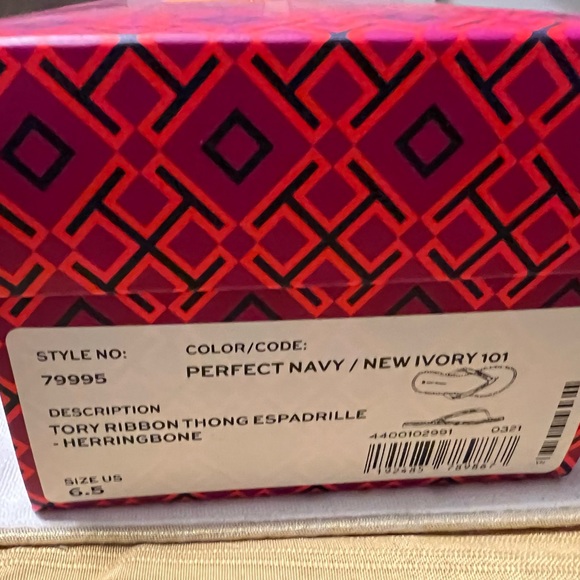 STYLE NO:
79995
COLOR/CODE:
PERFECT NAVY / NEW IVORY 101
DESCRIPTION
TORY RIBBON THONG ESPADRILLE
- HERRINGBONE
4400102991 0321
SIZE US
6.5